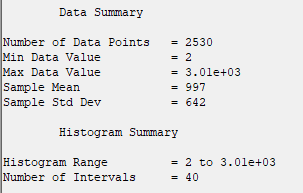 Data Summary
Number of Data Points = 2530
Min Data Value = 2
Max Data Value = 3.01e+03
Sample Mean = 997
Sample Std Dev = 642
Histogram Summary
Histogram Range = 2 to 3.01e+03
Number of Intervals = 40